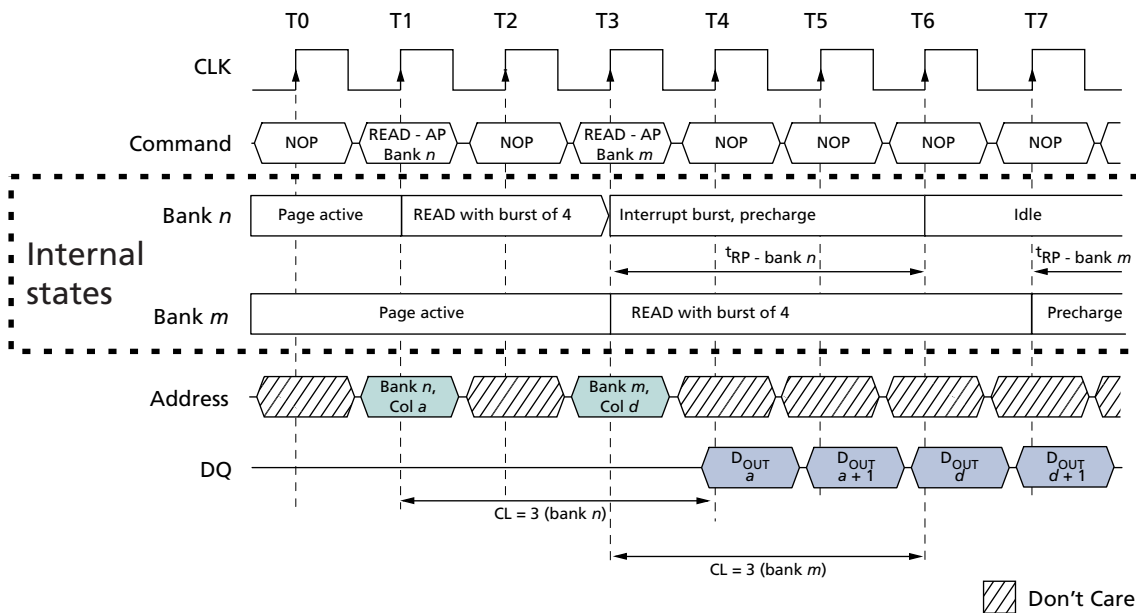 T0 T1 T2 T3 T4 T5 T6 T7
CLK
Command NOP READ - AP Bank n NOP READ - AP Bank m NOP NOP NOP NOP
Bank n Page active READ with burst of 4 Interrupt burst, precharge Idle
Internal states
tRP - bank n tRP - bank m
Bank m Page active READ with burst of 4 Precharge
Address Bank n, Col a Bank m, Col d
DQ DOUT a DOUT a + 1 DOUT d DOUT d + 1
CL = 3 (bank n)
CL = 3 (bank m)
Don't Care